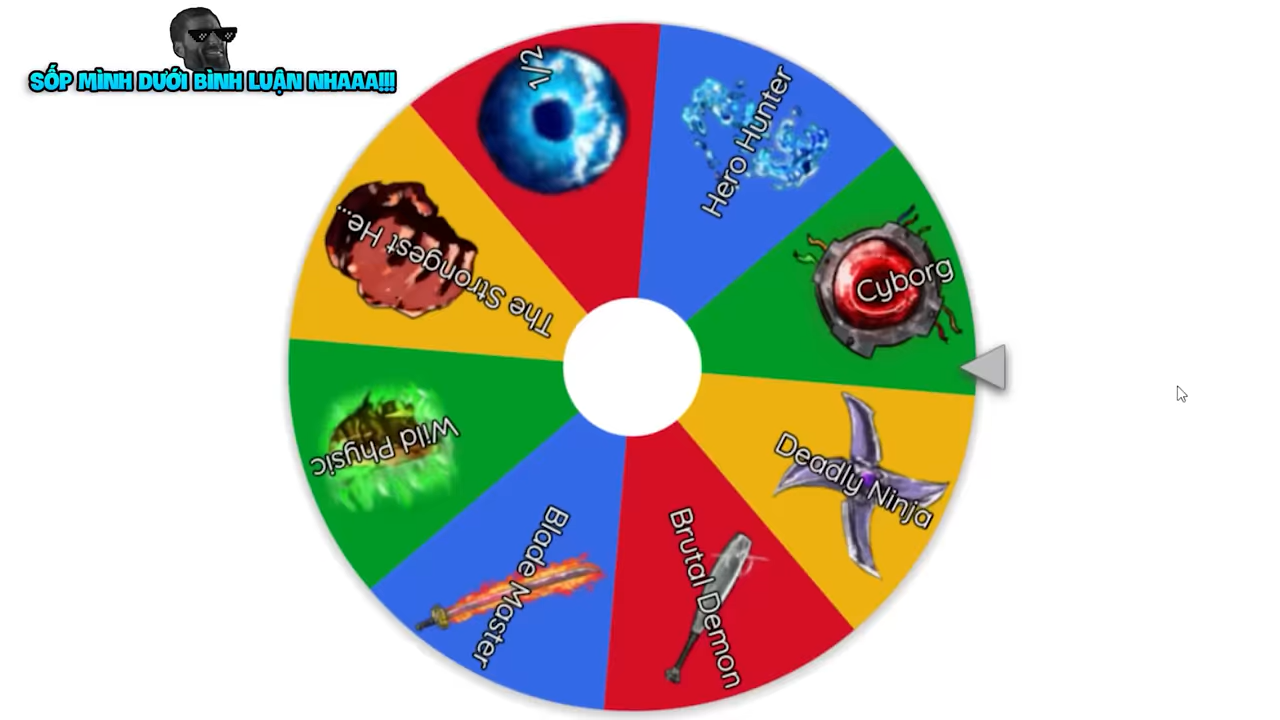 SỐP MÌNH DƯỚI BÌNH LUẬN NHAAA!!!
√2
Hero Hunter
Cyborg
The Strongest He...
Wild Physic
Deadly Ninja
Blade Master
Brutal Demon